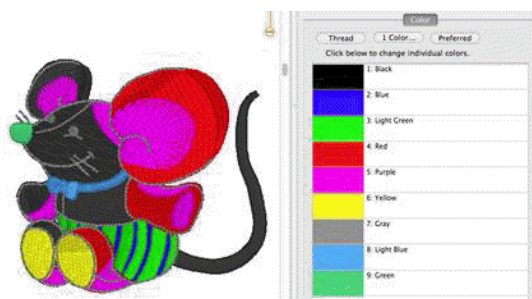 Color
Thread
1 Color...
Preferred
Click below to change individual colors.
1: Black
2: Blue
3: Light Green
4: Red
5: Purple
6: Yellow
7: Gray
8: Light Blue
9: Green